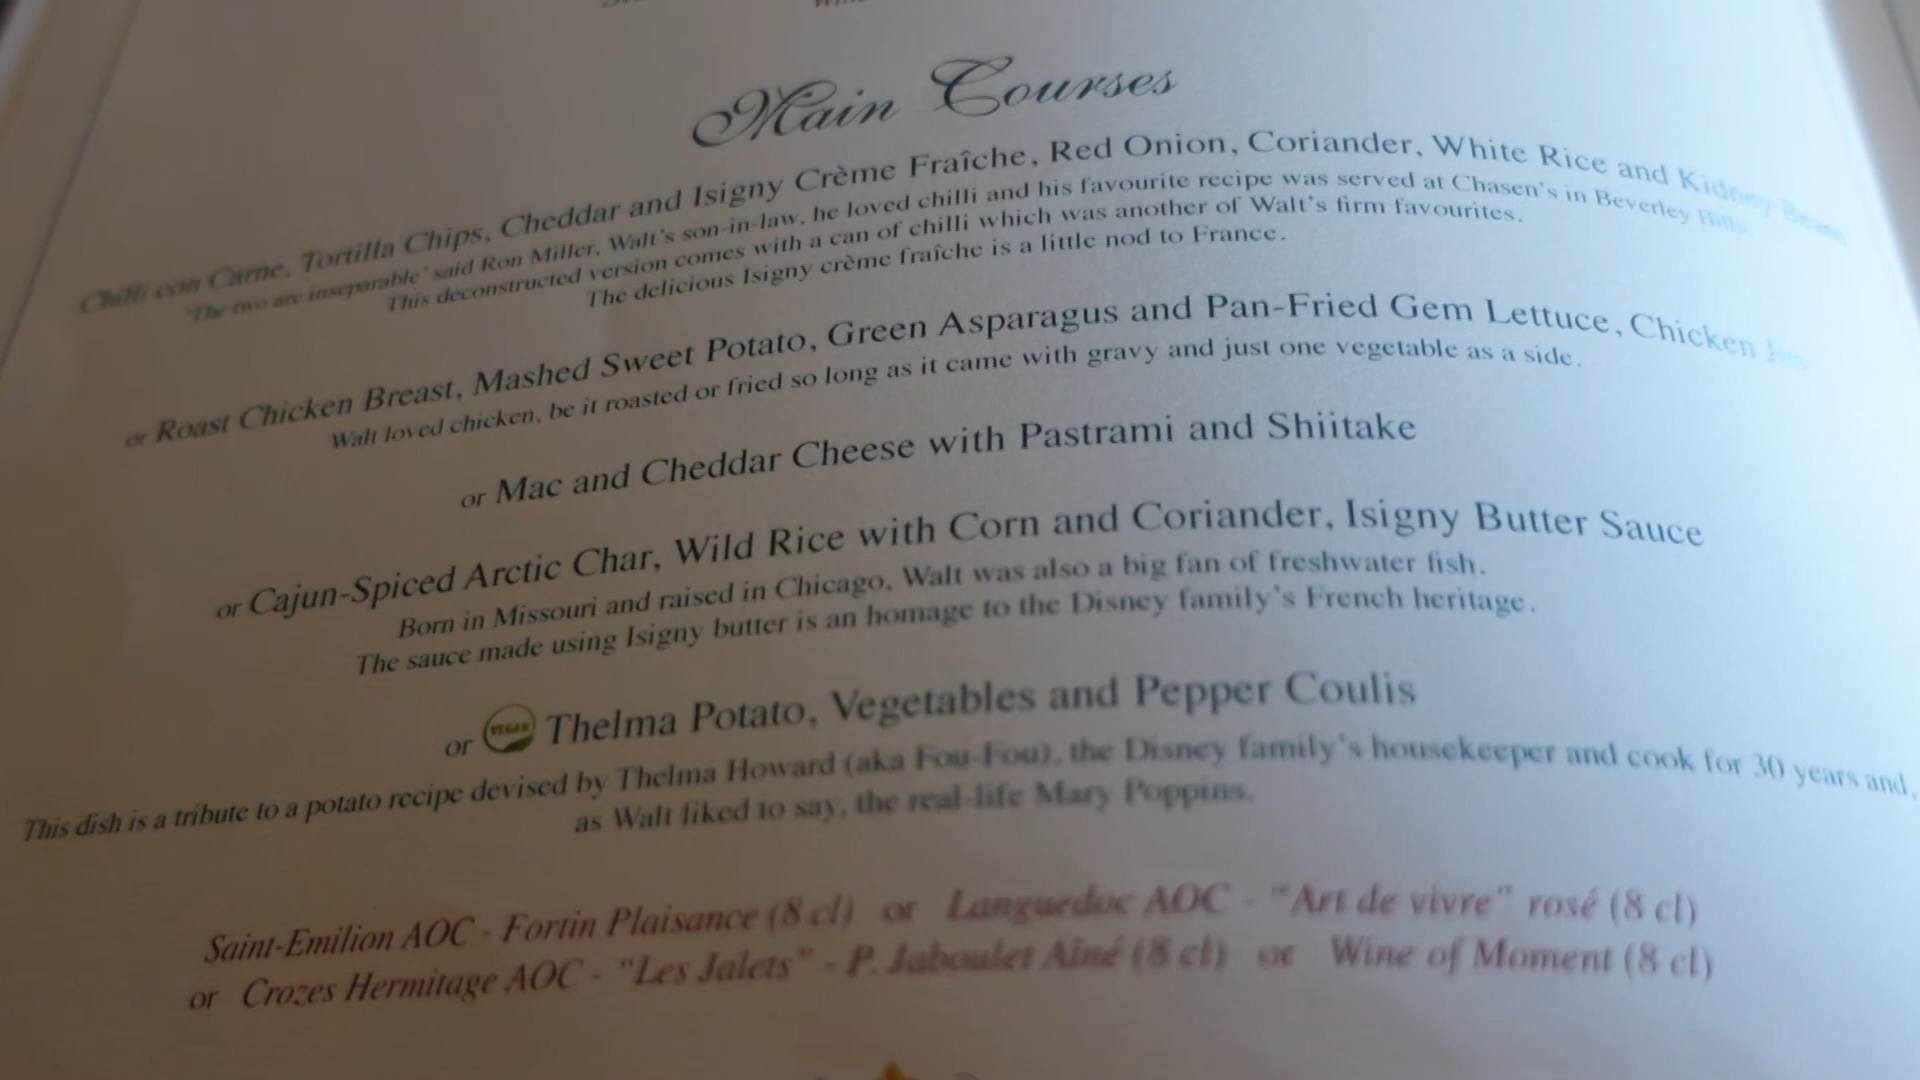 Main Courses
Chilli con Carne, Tortilla Chips, Cheddar and Isigny Crème Fraîche, Red Onion, Coriander, White Rice and Kidney Beans
'The two are inseparable' said Ron Miller, Walt's son-in-law, he loved chilli and his favourite recipe was served at Chasen's in Beverley Hills.
This deconstructed version comes with a can of chilli which was another of Walt's firm favourites.
The delicious Isigny crème fraîche is a little nod to France.
or Roast Chicken Breast, Mashed Sweet Potato, Green Asparagus and Pan-Fried Gem Lettuce, Chicken
Walt loved chicken, be it roasted or fried so long as it came with gravy and just one vegetable as a side.
or Mac and Cheddar Cheese with Pastrami and Shiitake
or Cajun-Spiced Arctic Char, Wild Rice with Corn and Coriander, Isigny Butter Sauce
Born in Missouri and raised in Chicago, Walt was also a big fan of freshwater fish.
The sauce made using Isigny butter is an homage to the Disney family's French heritage.
or VEGAN Thelma Potato, Vegetables and Pepper Coulis
This dish is a tribute to a potato recipe devised by Thelma Howard (aka Fou-Fou), the Disney family's housekeeper and cook for 30 years and,
as Walt liked to say, the real-life Mary Poppins.
Saint-Emilion AOC - Fortin Plaisance (8 cl) or Languedoc AOC - "Art de vivre" rosé (8 cl)
or Crozes Hermitage AOC - "Les Jalets" - P. Jaboulet Aîné (8 cl) or Wine of Moment (8 cl)